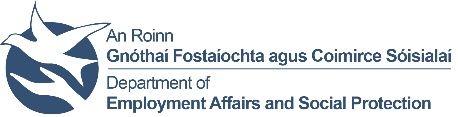 An Roinn
Gnóthaí Fostaíochta agus Coimirce Sóisialaí
Department of
Employment Affairs and Social Protection